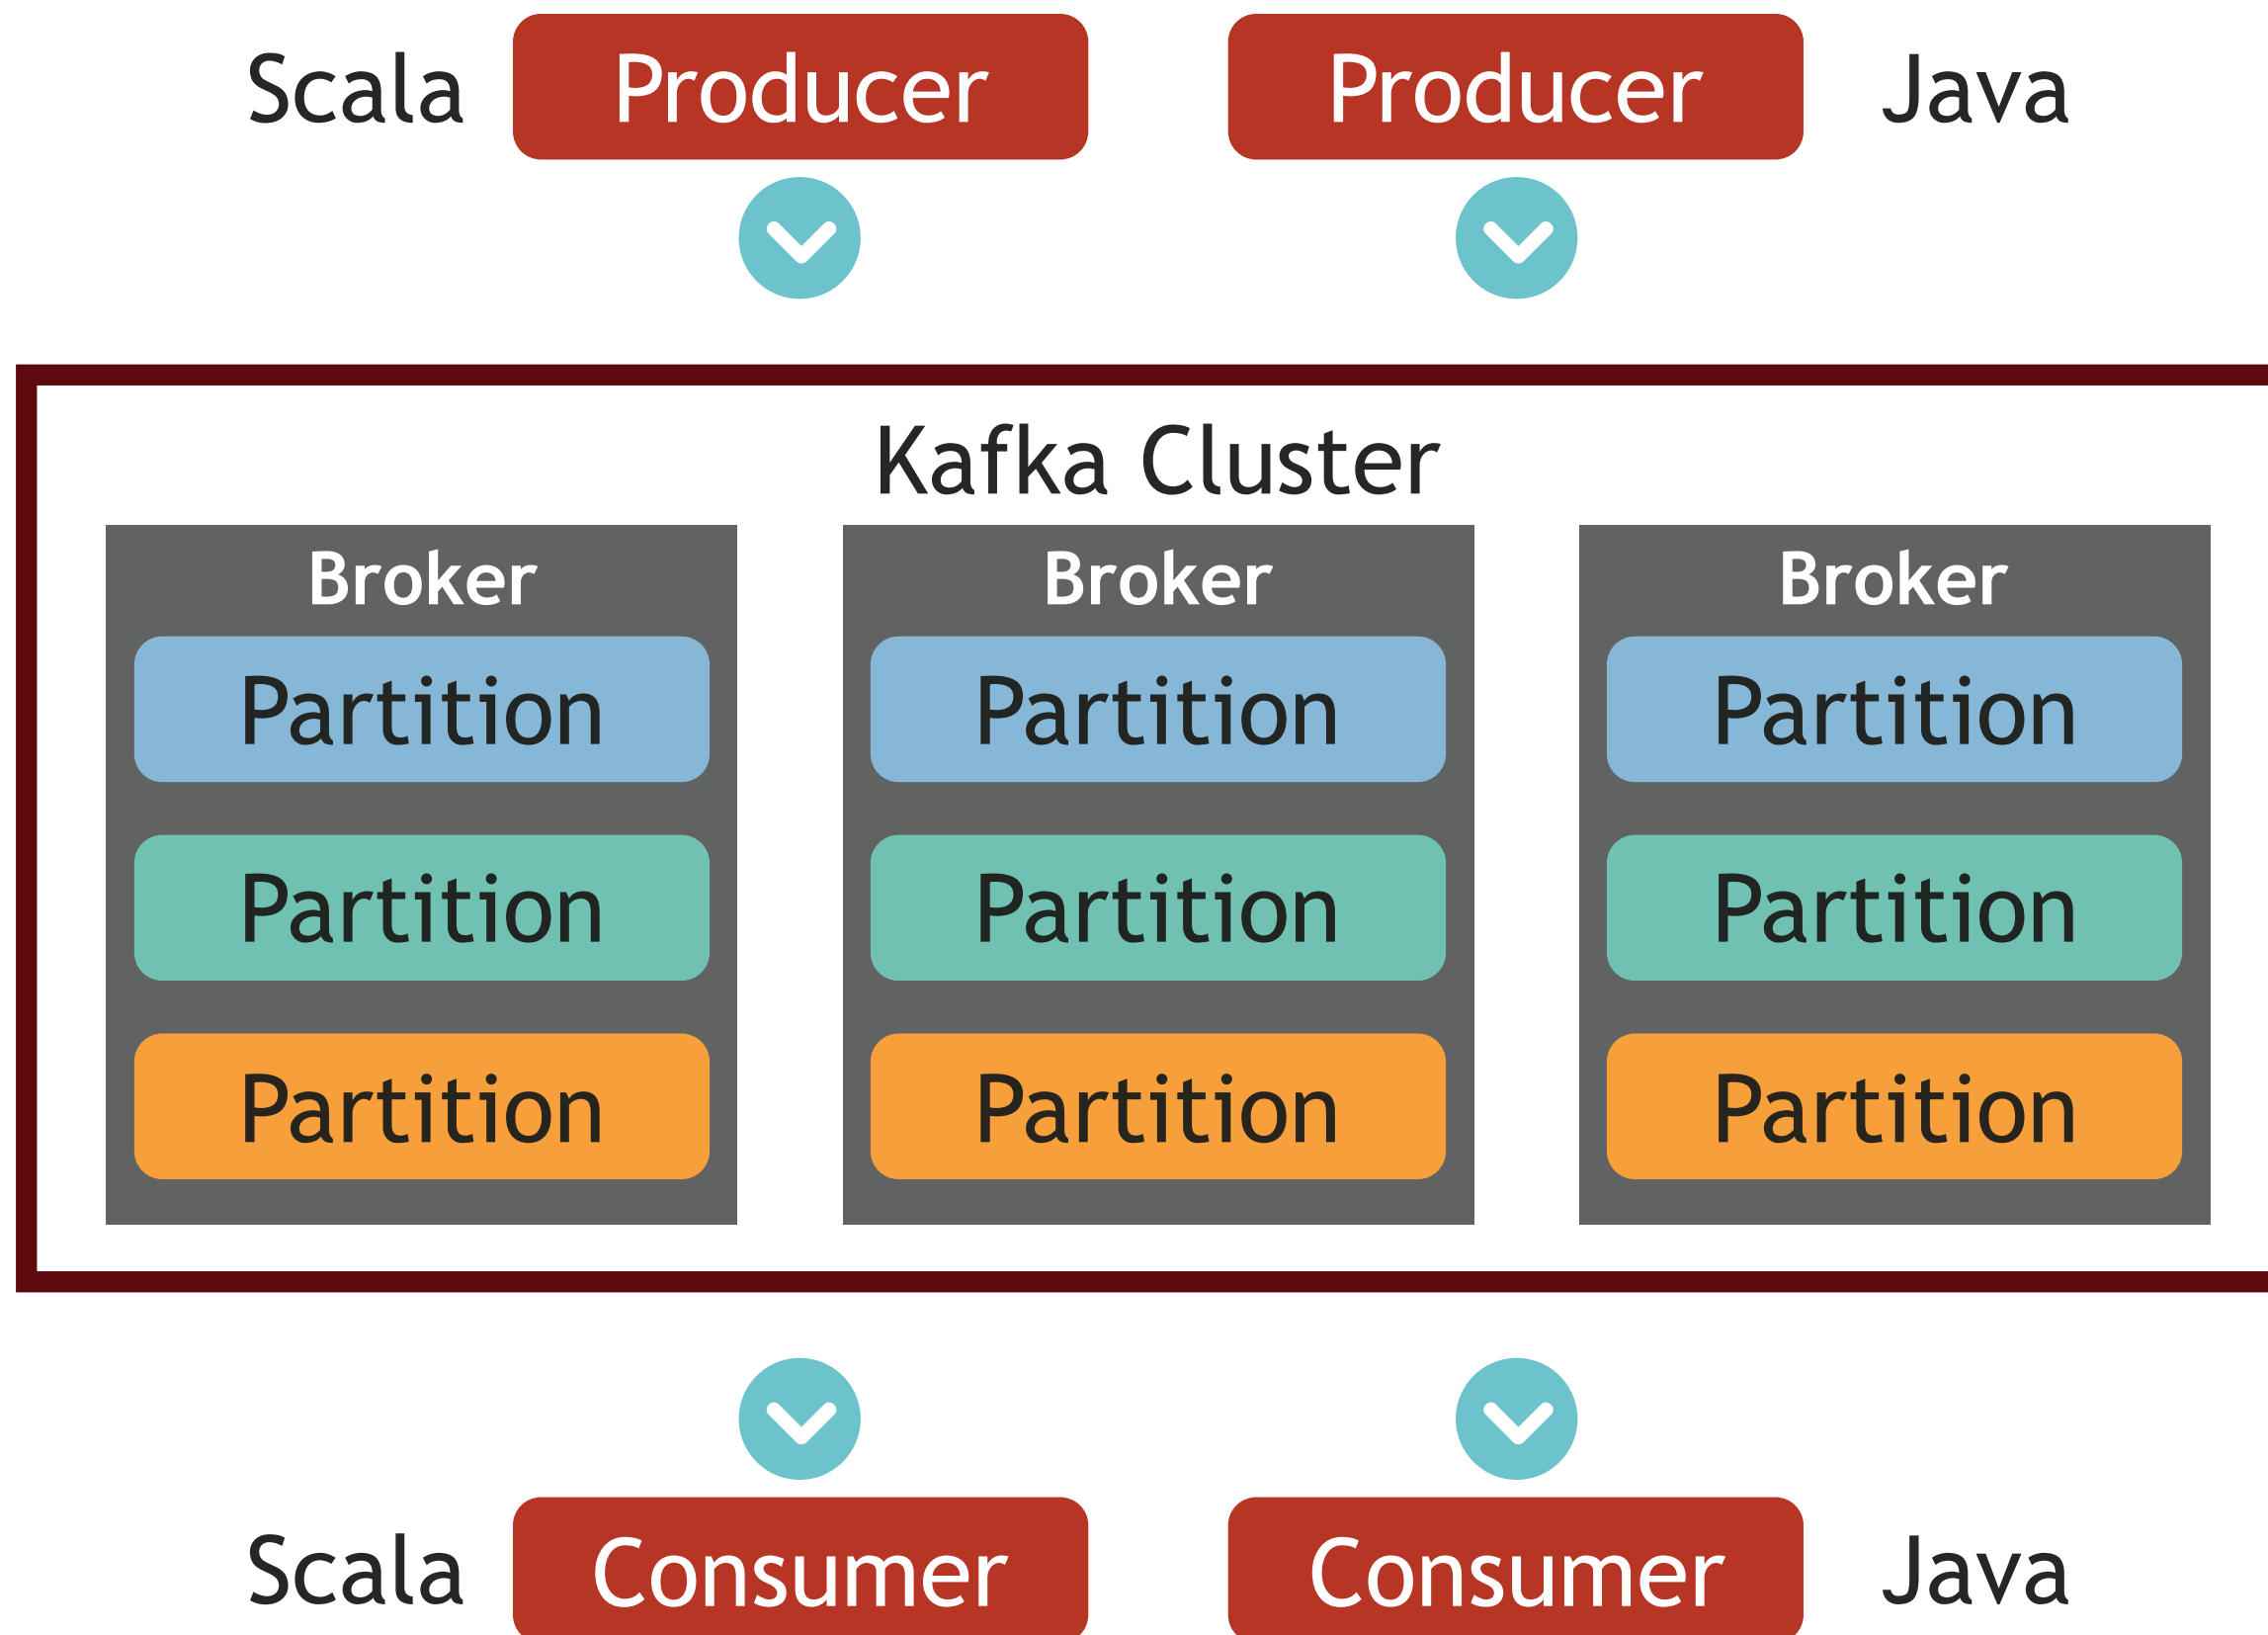 Scala Producer Producer Java
Kafka Cluster
Broker Broker Broker
Partition Partition Partition
Partition Partition Partition
Partition Partition Partition
Scala Consumer Consumer Java